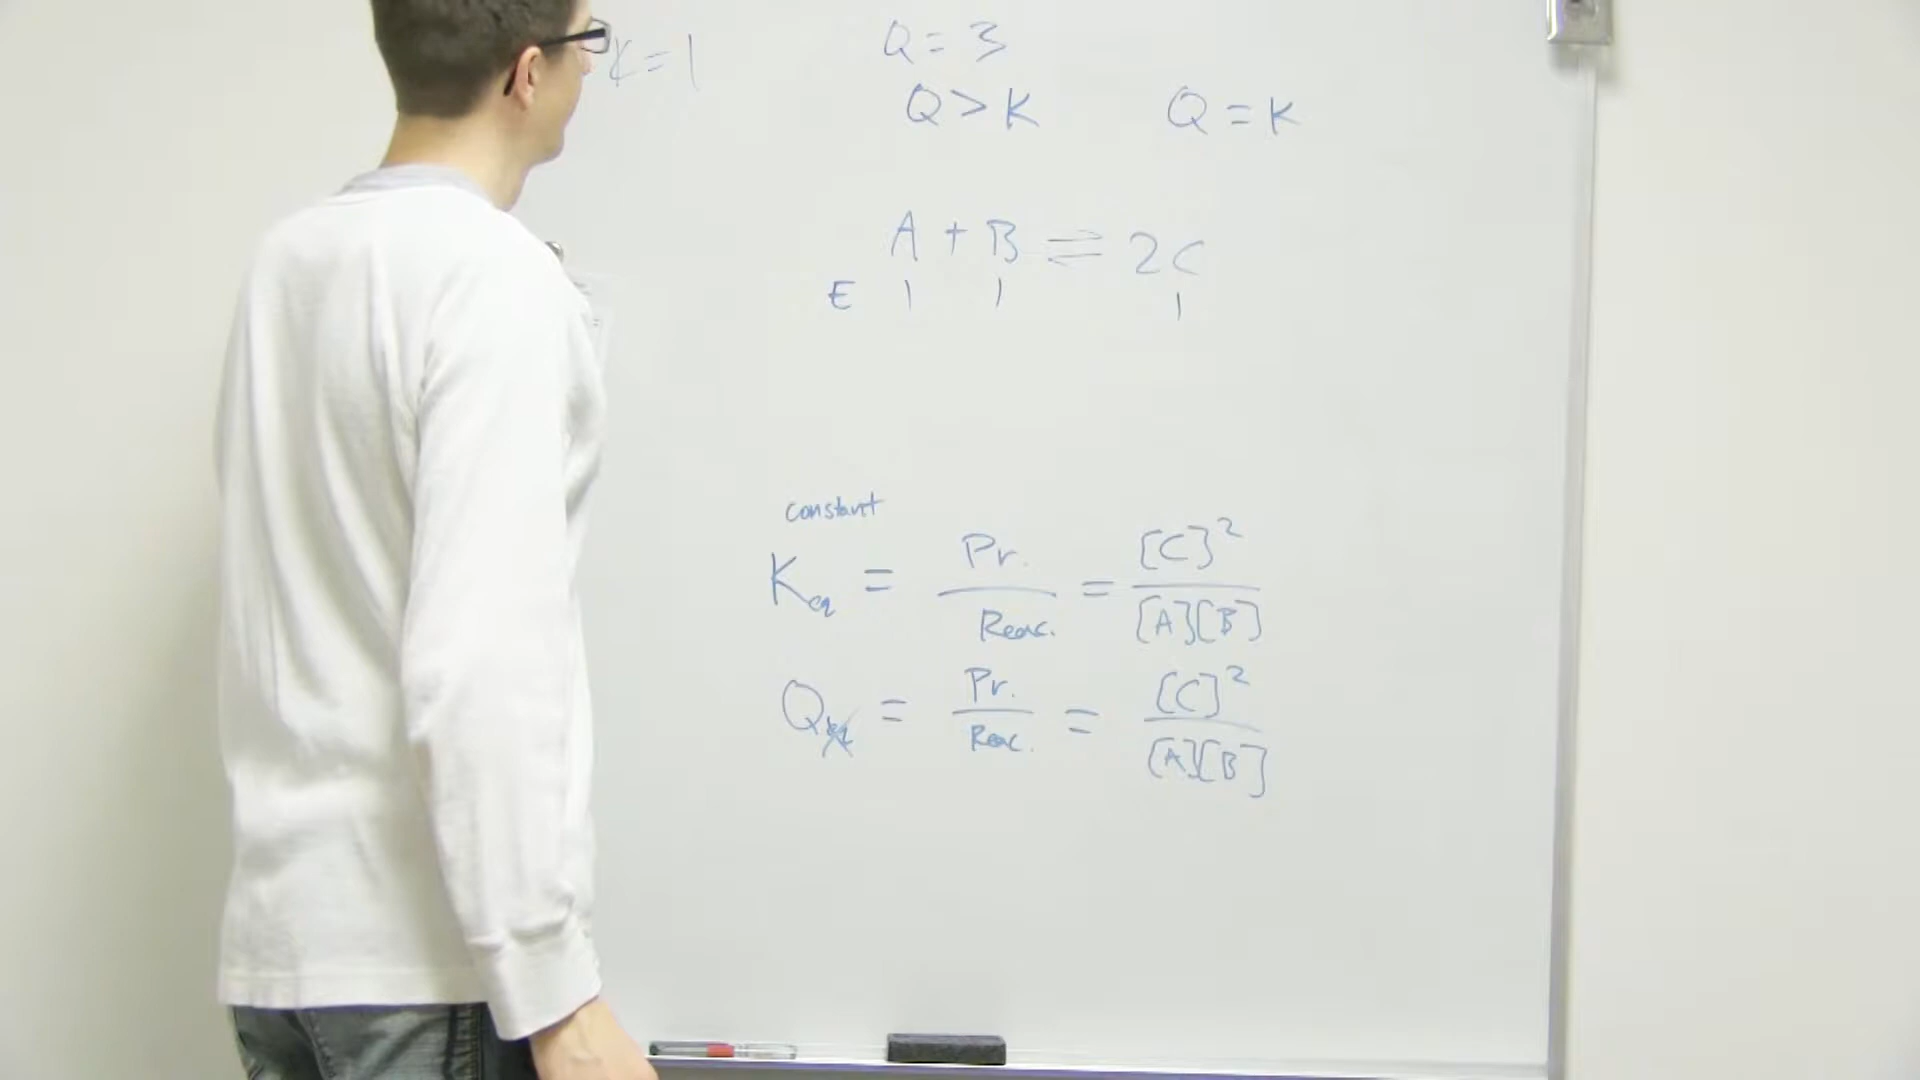 K = 1
Q = 3
Q > K
Q = K
A + B ⇌ 2C
E 1 1 1
constant
Keq = Pr. / Reac. = [C]² / [A][B]
Q = Pr. / Reac. = [C]² / [A][B]